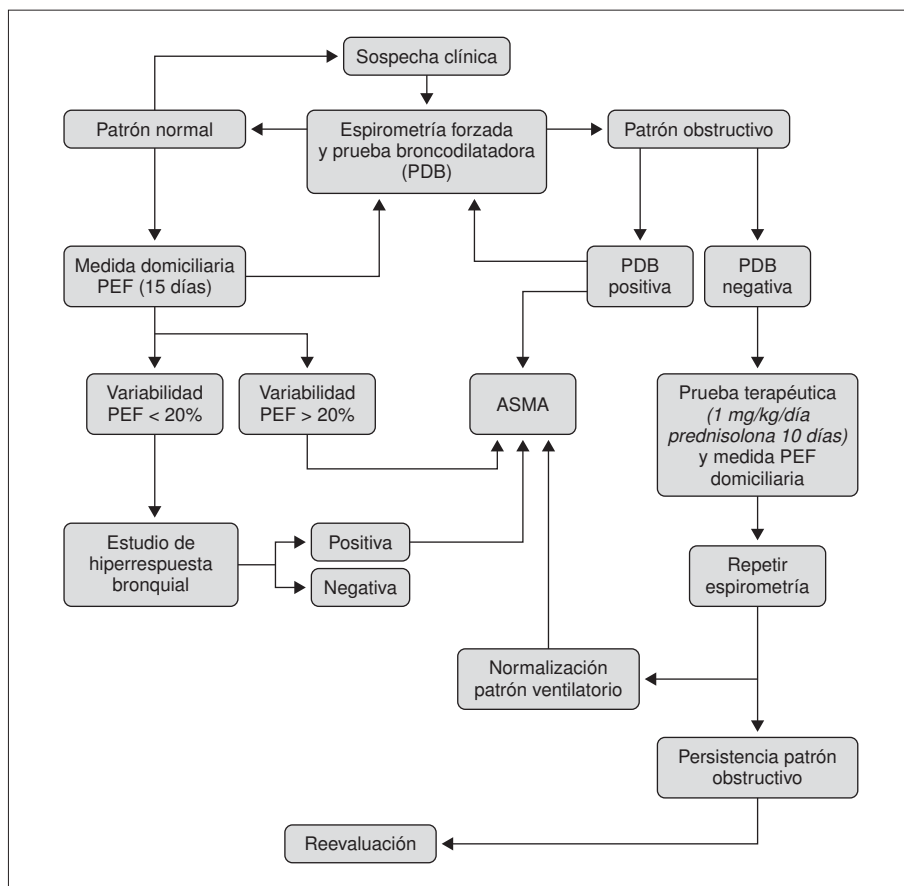 Sospecha clínica
Patrón normal
Espirometría forzada
y prueba broncodilatadora
(PDB)
Patrón obstructivo
Medida domiciliaria
PEF (15 días)
PDB
positiva
PDB
negativa
Variabilidad
PEF < 20%
Variabilidad
PEF > 20%
ASMA
Prueba terapéutica
(1 mg/kg/día
prednisolona 10 días)
y medida PEF
domiciliaria
Estudio de
hiperrespuesta
bronquial
Positiva
Negativa
Repetir
espirometría
Normalización
patrón ventilatorio
Persistencia patrón
obstructivo
Reevaluación